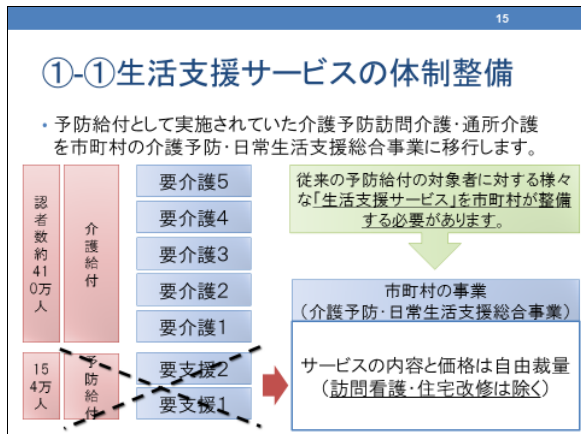 15
①-①生活支援サービスの体制整備
・予防給付として実施されていた介護予防訪問介護・通所介護
を市町村の介護予防・日常生活支援総合事業に移行します。
認者数約410万人
介護給付
要介護5
要介護4
要介護3
要介護2
要介護1
154万人
予防給付
要支援2
要支援1
従来の予防給付の対象者に対する様々
な「生活支援サービス」を市町村が整備
する必要があります。
市町村の事業
(介護予防・日常生活支援総合事業)
サービスの内容と価格は自由裁量
(訪問看護・住宅改修は除く)